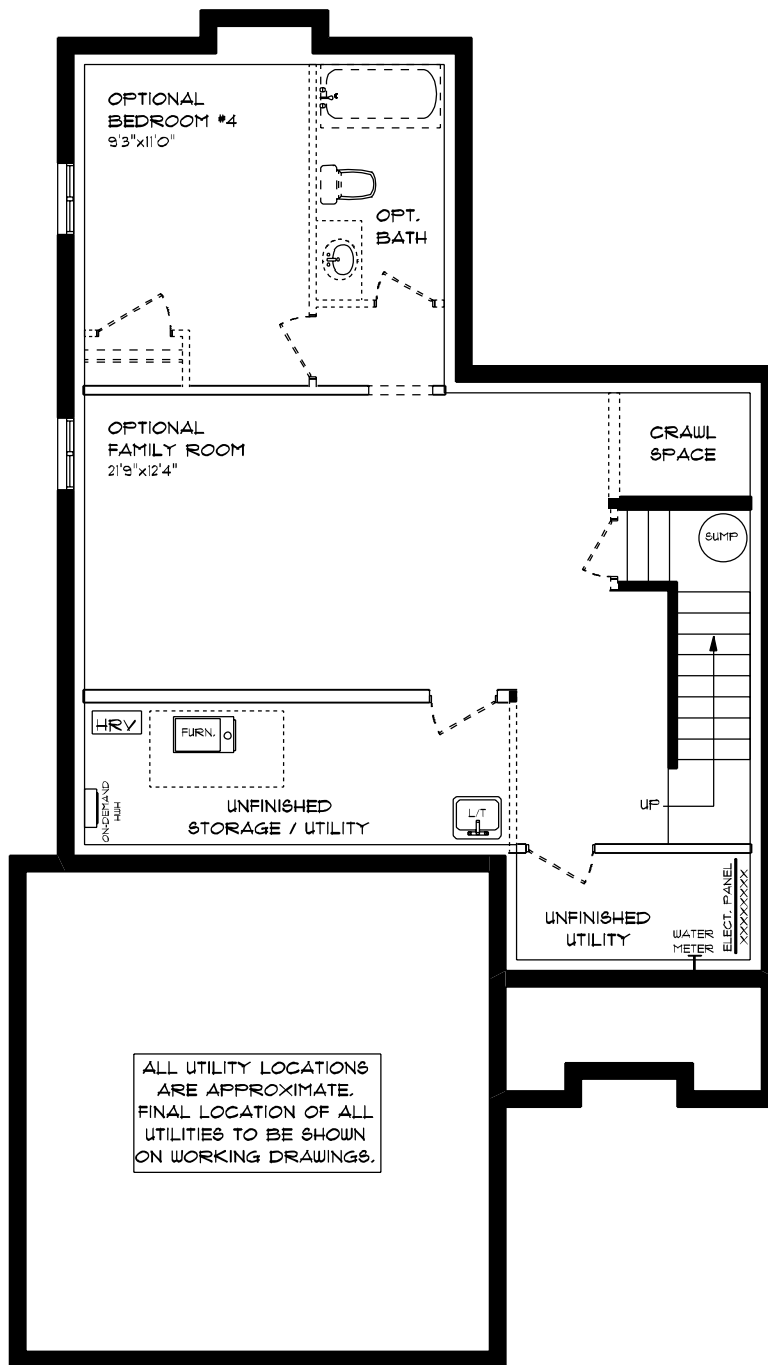 OPTIONAL
BEDROOM #4
9'3"x11'0"
OPT.
BATH
OPTIONAL
FAMILY ROOM
21'9"x12'4"
CRAWL
SPACE
SUMP
HRV
FURN.
ON-DEMAND
HWH
UNFINISHED
STORAGE / UTILITY
L/T
UP
UNFINISHED
UTILITY
WATER
METER
ELECT. PANEL
XXXXXXXXX
ALL UTILITY LOCATIONS
ARE APPROXIMATE.
FINAL LOCATION OF ALL
UTILITIES TO BE SHOWN
ON WORKING DRAWINGS.